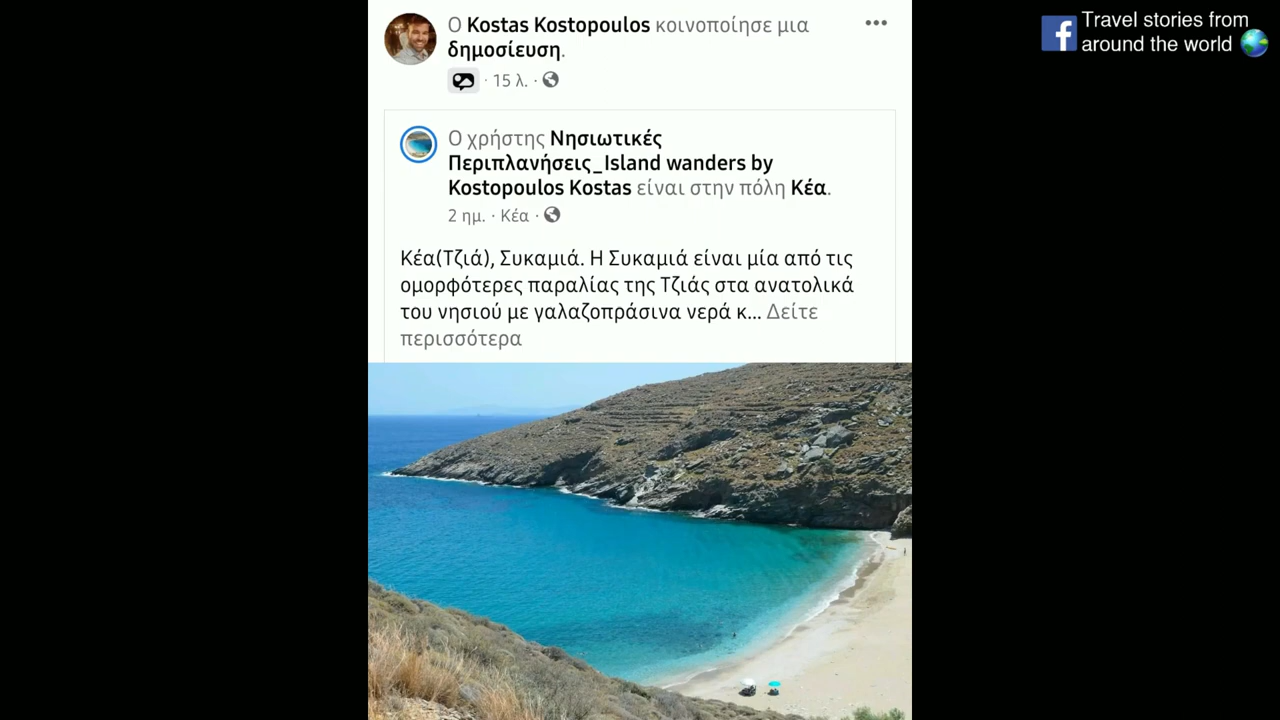 Ο Kostas Kostopoulos κοινοποίησε μια
δημοσίευση.
· 15 λ. ·
Ο χρήστης Νησιωτικές
Περιπλανήσεις_Island wanders by
Kostopoulos Kostas είναι στην πόλη Κέα.
2 ημ. · Κέα ·
Κέα(Τζιά), Συκαμιά. Η Συκαμιά είναι μία από τις
ομορφότερες παραλίας της Τζιάς στα ανατολικά
του νησιού με γαλαζοπράσινα νερά κ... Δείτε
περισσότερα
Travel stories from
around the world